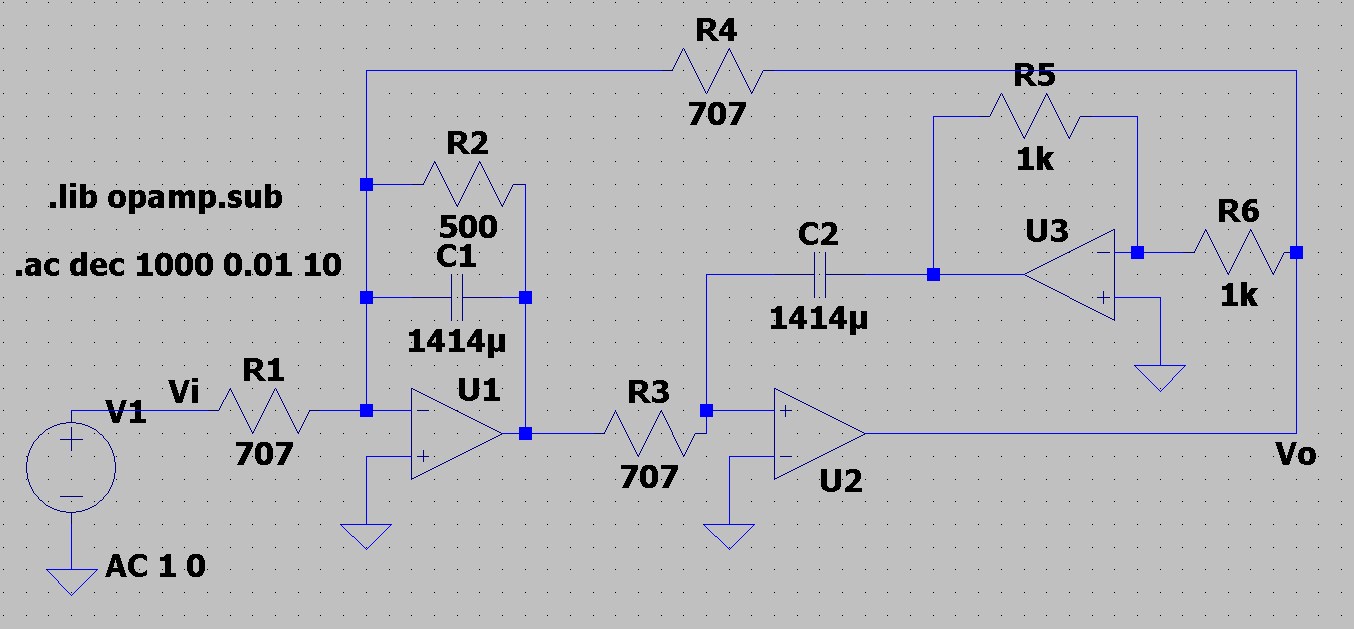 R4
707
R5
1k
R2
500
.lib opamp.sub
.ac dec 1000 0.01 10
C1
1414µ
C2
1414µ
U3
R6
1k
R1
Vi
V1
707
U1
R3
707
U2
Vo
AC 1 0